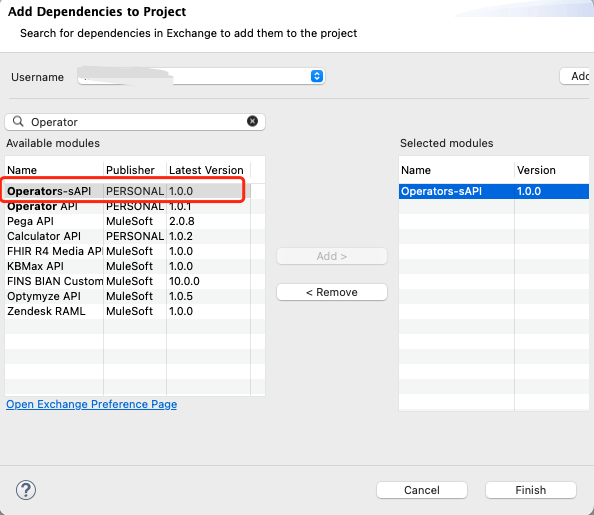 Add Dependencies to Project
Search for dependencies in Exchange to add them to the project
Username
Add
Operator
Available modules
Selected modules
Name Publisher Latest Version
Name Version
Operators-sAPI PERSONAL 1.0.0
Operators-sAPI 1.0.0
Operator API PERSONAL 1.0.1
Pega API MuleSoft 2.0.8
Calculator API PERSONAL 1.0.2
FHIR R4 Media API MuleSoft 1.0.0
KBMax API MuleSoft 1.0.0
FINS BIAN Custom MuleSoft 10.0.0
Optymyze API MuleSoft 1.0.5
Zendesk RAML MuleSoft 1.0.0
Add >
< Remove
Open Exchange Preference Page
?
Cancel Finish